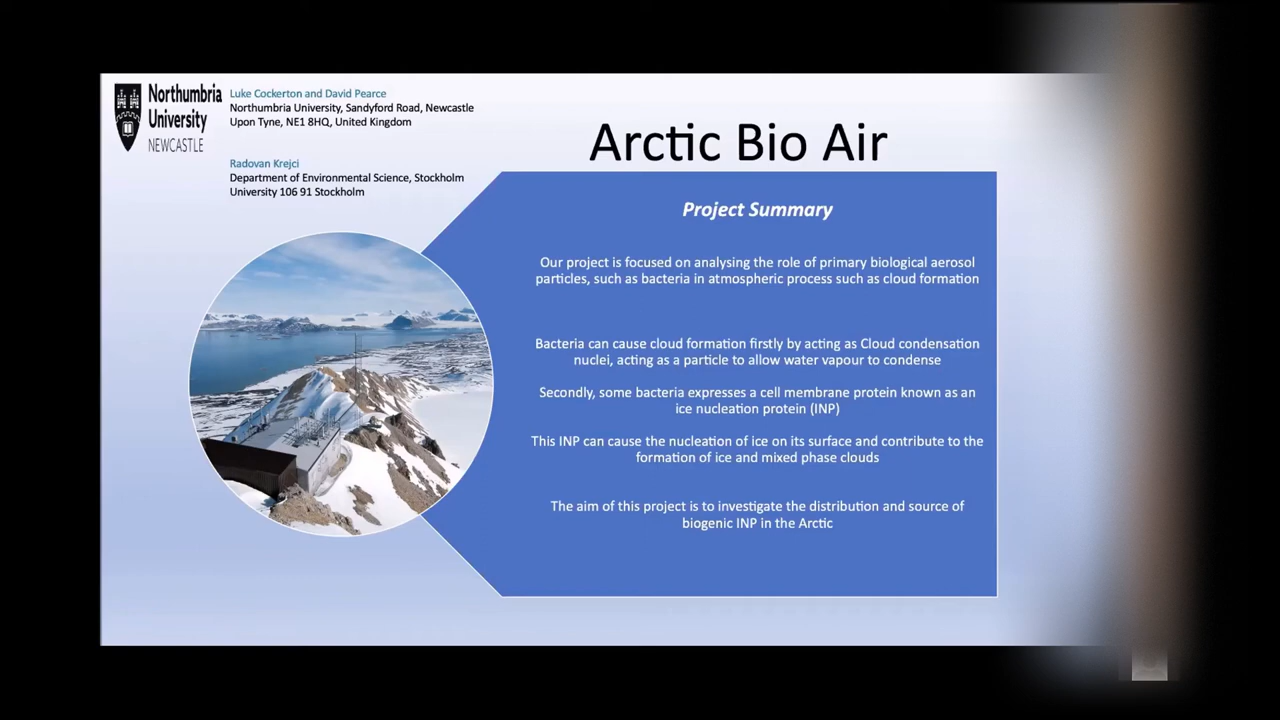 Northumbria
University
NEWCASTLE
Luke Cockerton and David Pearce
Northumbria University, Sandyford Road, Newcastle
Upon Tyne, NE1 8HQ, United Kingdom
Radovan Krejci
Department of Environmental Science, Stockholm
University 106 91 Stockholm
Arctic Bio Air
Project Summary
Our project is focused on analysing the role of primary biological aerosol
particles, such as bacteria in atmospheric process such as cloud formation
Bacteria can cause cloud formation firstly by acting as Cloud condensation
nuclei, acting as a particle to allow water vapour to condense
Secondly, some bacteria expresses a cell membrane protein known as an
ice nucleation protein (INP)
This INP can cause the nucleation of ice on its surface and contribute to the
formation of ice and mixed phase clouds
The aim of this project is to investigate the distribution and source of
biogenic INP in the Arctic